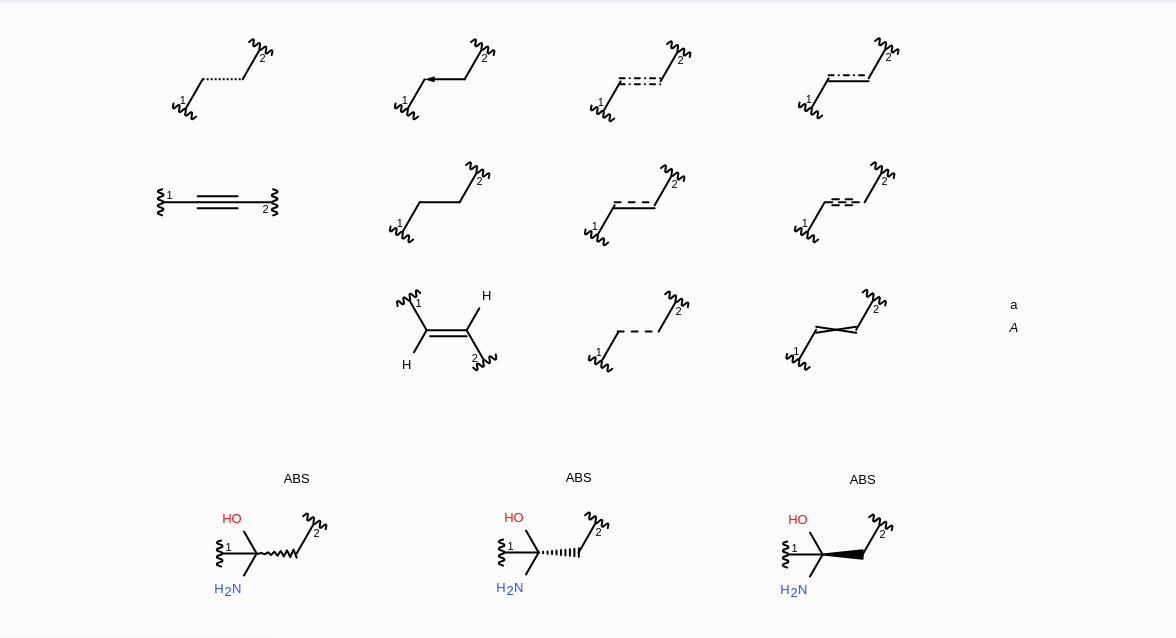 2 2 2 2
1 1 1 1
1 2 2 2 2
1 1 1
1 H 2 2 a
A
H 2 1 1
ABS ABS ABS
HO 2 HO 2 HO 2
1 1 1
H2N H2N H2N